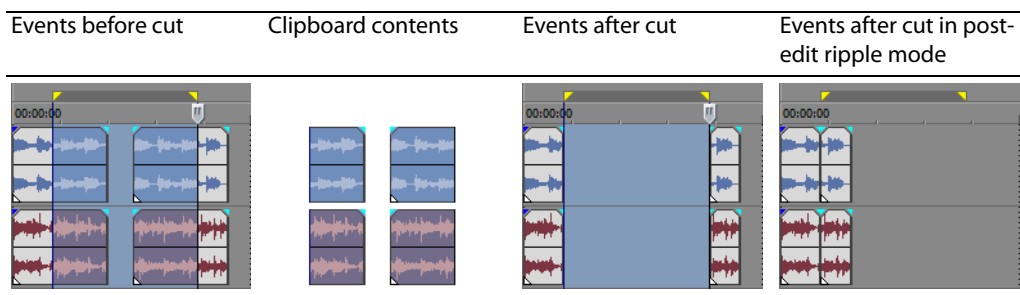 Events before cut
Clipboard contents
Events after cut
Events after cut in post-
edit ripple mode
00:00:00
00:00:00
00:00:00